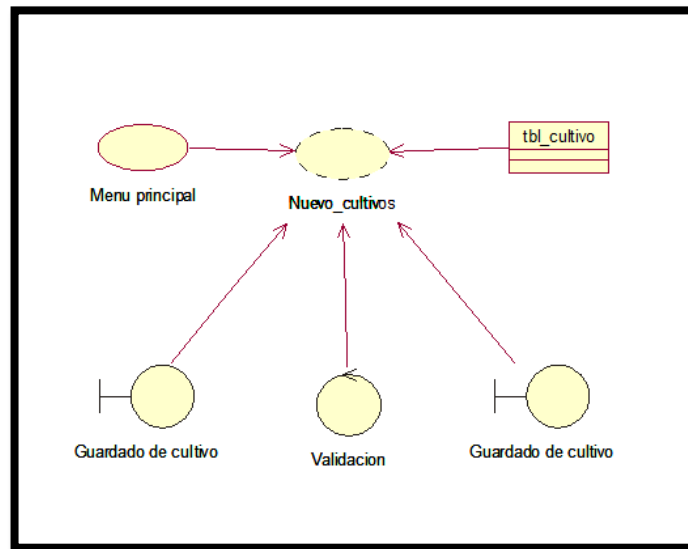 tbl_cultivo
Menu principal
Nuevo_cultivos
Guardado de cultivo
Validacion
Guardado de cultivo